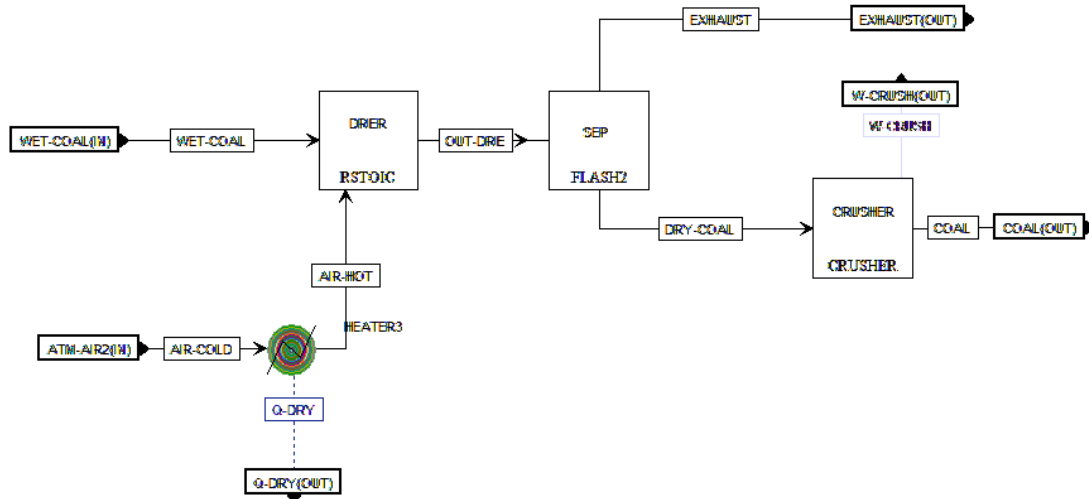 EXHAUST
EXHAUST(OUT)
W-CRUSH(OUT)
W-CRUSH
WET-COAL(IN)
WET-COAL
DRIER
RSTOIC
OUT-DRIE
SEP
FLASH2
DRY-COAL
CRUSHER
CRUSHER
COAL
COAL(OUT)
AIR-HOT
HEATER3
ATM-AIR2(IN)
AIR-COLD
Q-DRY
Q-DRY(OUT)